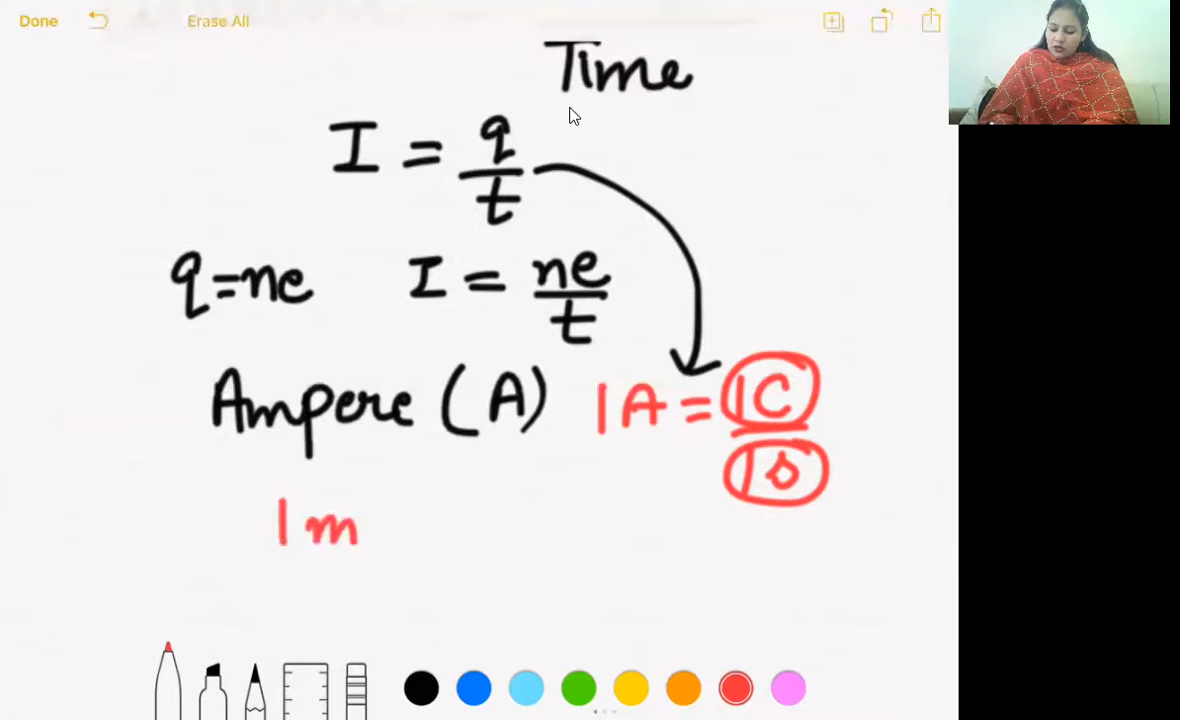 Done Erase All
Time
I = q/t
q=ne I = ne/t
Ampere (A) 1A = 1C/1s
1m